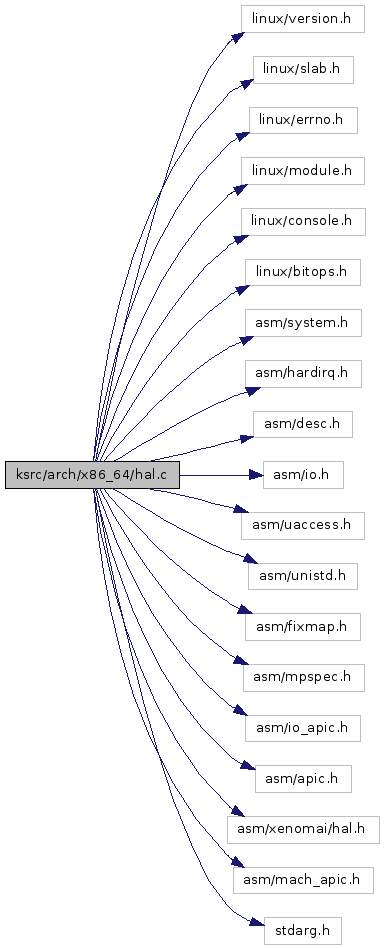 linux/version.h
linux/slab.h
linux/errno.h
linux/module.h
linux/console.h
linux/bitops.h
asm/system.h
asm/hardirq.h
asm/desc.h
ksrc/arch/x86_64/hal.c
asm/io.h
asm/uaccess.h
asm/unistd.h
asm/fixmap.h
asm/mpspec.h
asm/io_apic.h
asm/apic.h
asm/xenomai/hal.h
asm/mach_apic.h
stdarg.h